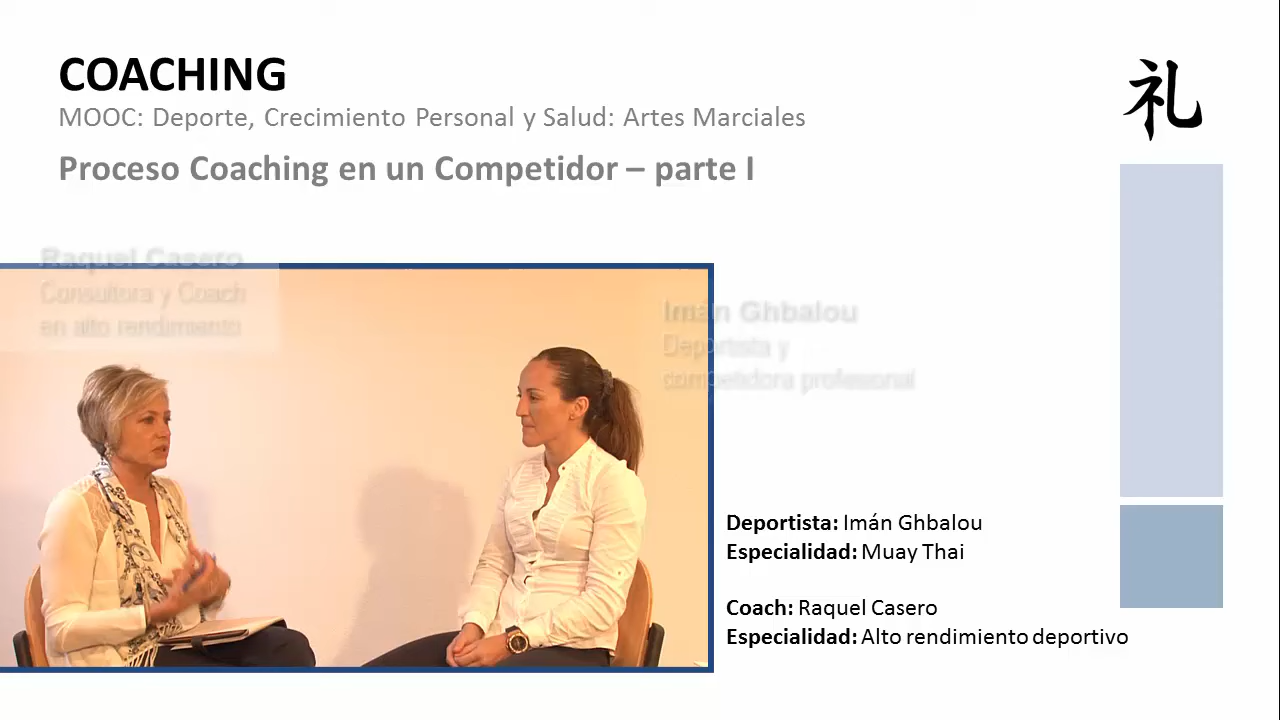 COACHING
礼
MOOC: Deporte, Crecimiento Personal y Salud: Artes Marciales
Proceso Coaching en un Competidor – parte I
Raquel Casero
Consultora y Coach
en alto rendimiento
Imán Ghbalou
Deportista y
competidora profesional
Deportista: Imán Ghbalou
Especialidad: Muay Thai
Coach: Raquel Casero
Especialidad: Alto rendimiento deportivo